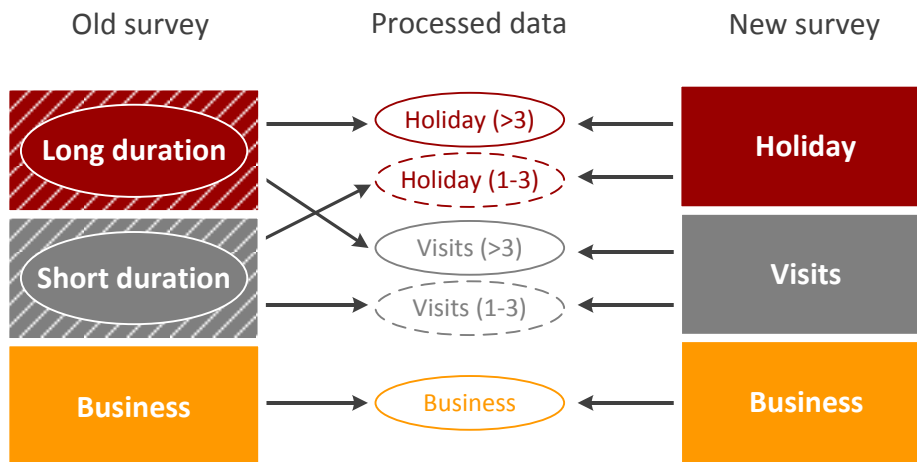 Old survey
Processed data
New survey
Long duration
Holiday (>3)
Holiday
Holiday (1-3)
Short duration
Visits (>3)
Visits
Visits (1-3)
Business
Business
Business